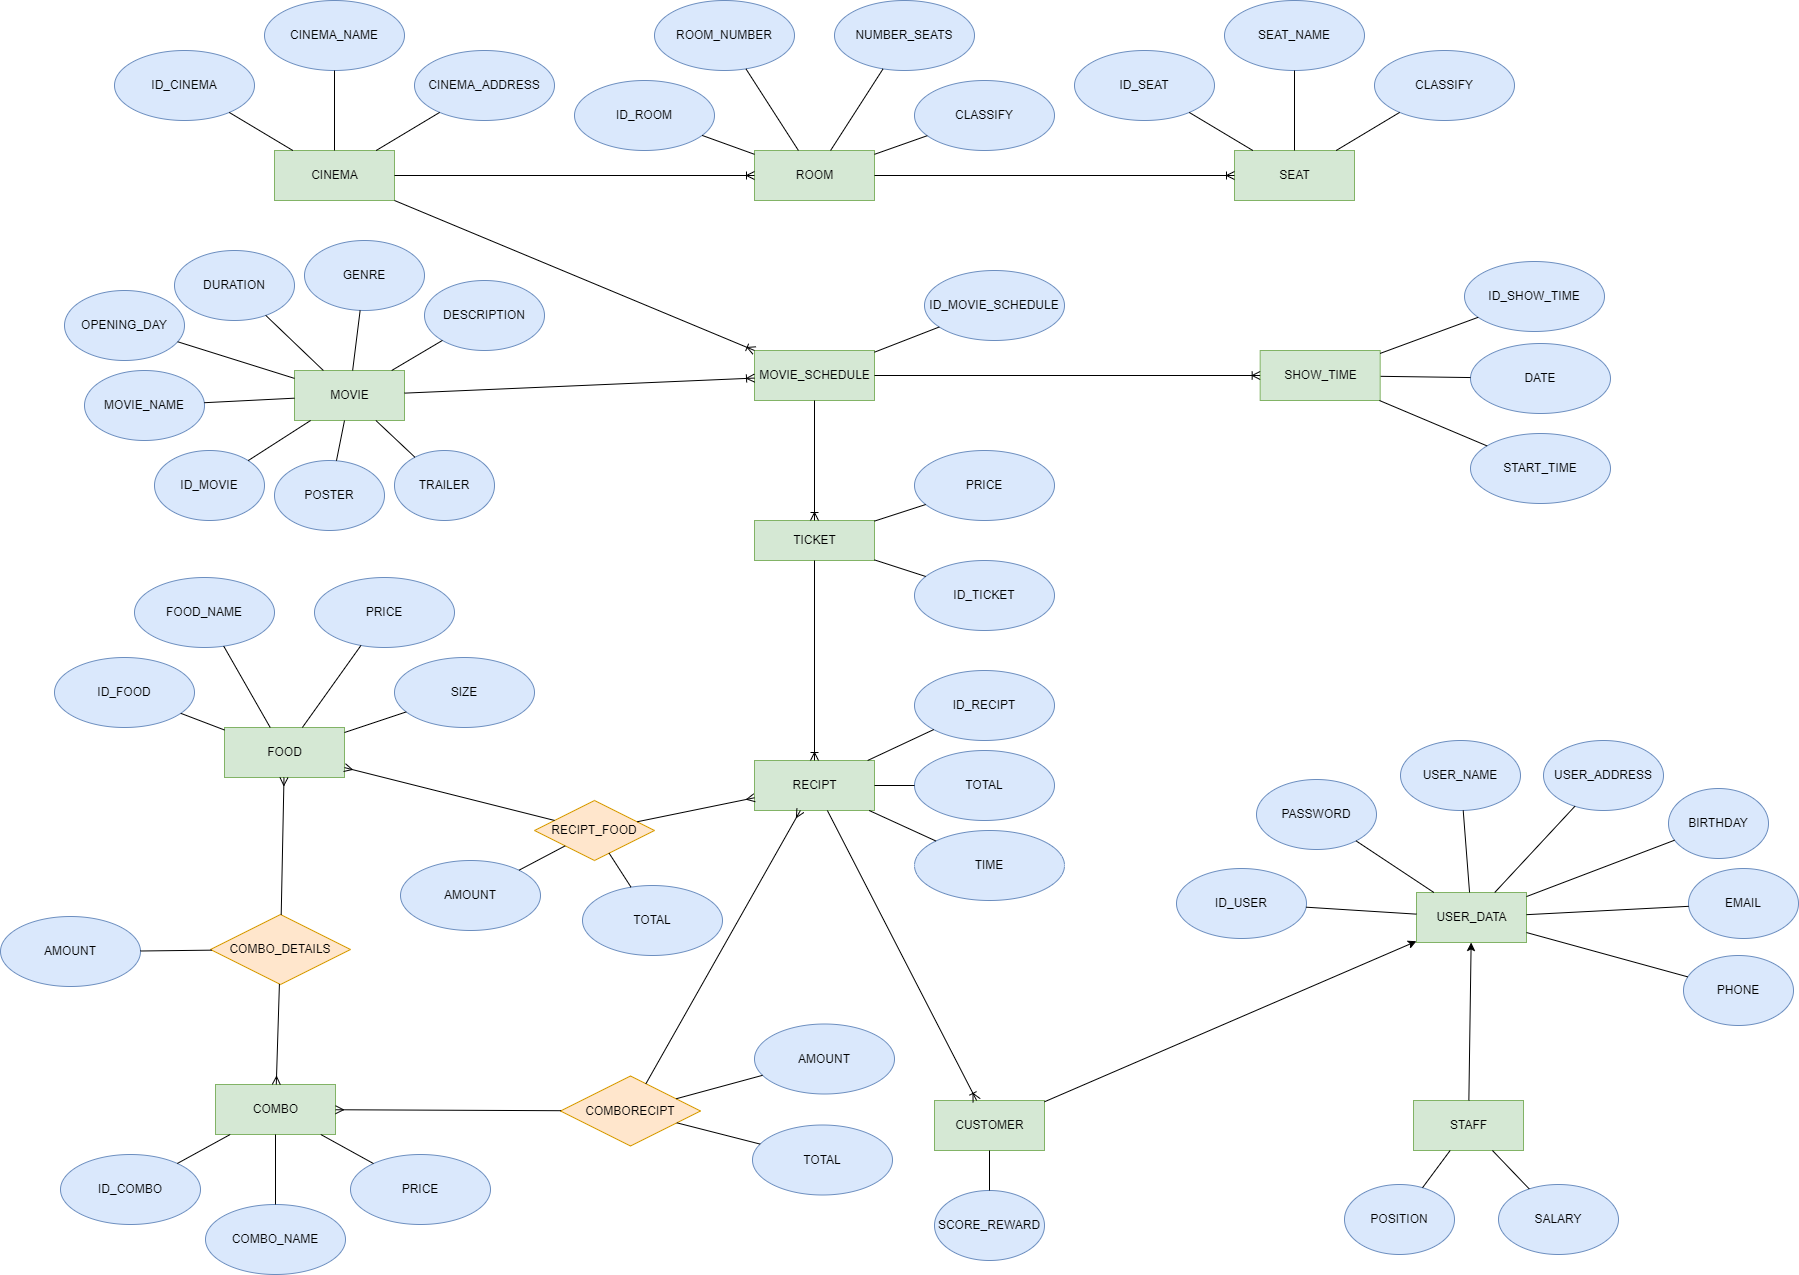 CINEMA_NAME
ROOM_NUMBER
NUMBER_SEATS
SEAT_NAME
ID_CINEMA
CINEMA_ADDRESS
ID_SEAT
CLASSIFY
ID_ROOM
CLASSIFY
CINEMA
ROOM
SEAT
GENRE
DURATION
ID_SHOW_TIME
ID_MOVIE_SCHEDULE
DESCRIPTION
OPENING_DAY
MOVIE_SCHEDULE
SHOW_TIME
DATE
MOVIE
MOVIE_NAME
START_TIME
ID_MOVIE
POSTER
TRAILER
PRICE
TICKET
ID_TICKET
FOOD_NAME
PRICE
ID_FOOD
SIZE
ID_RECIPT
FOOD
USER_NAME
USER_ADDRESS
RECIPT
TOTAL
PASSWORD
BIRTHDAY
RECIPT_FOOD
TIME
AMOUNT
TOTAL
ID_USER
USER_DATA
EMAIL
AMOUNT
COMBO_DETAILS
PHONE
AMOUNT
COMBO
COMBORECIPT
CUSTOMER
STAFF
TOTAL
ID_COMBO
PRICE
COMBO_NAME
SCORE_REWARD
POSITION
SALARY